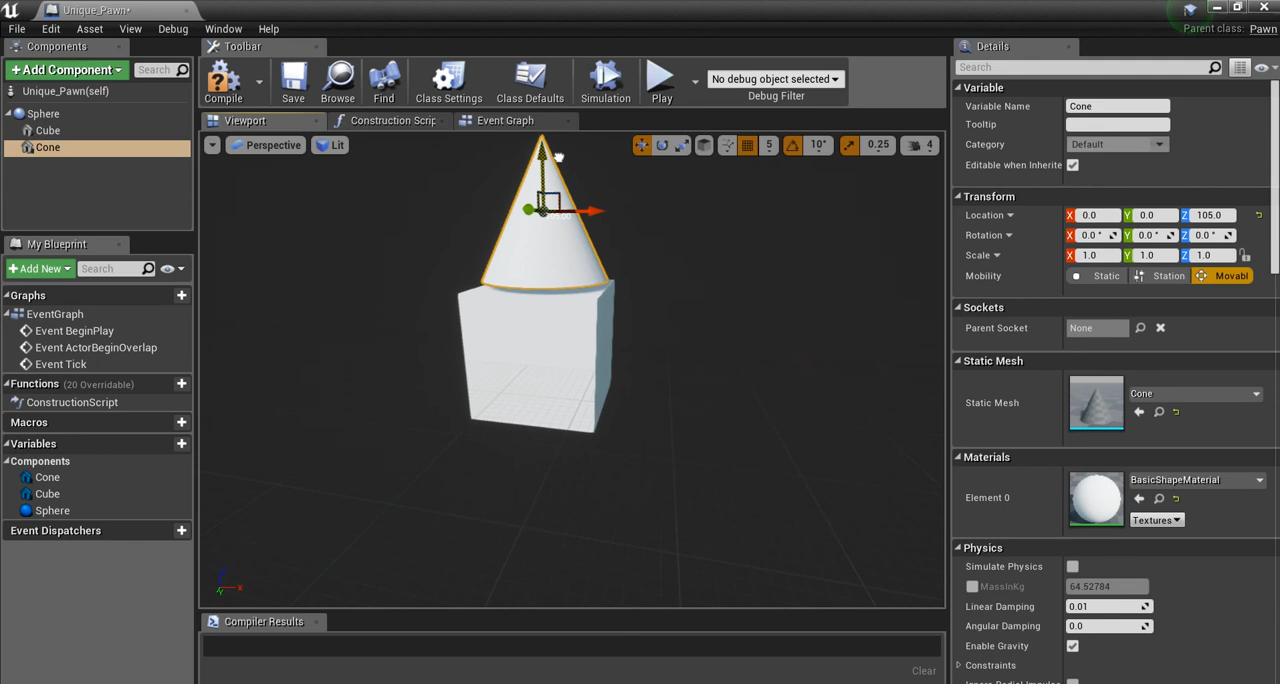 Unique_Pawn*
File Edit Asset View Debug Window Help
Parent class: Pawn
Components
+Add Component
Search
Unique_Pawn(self)
Sphere
Cube
Cone
My Blueprint
+Add New
Search
Graphs
EventGraph
Event BeginPlay
Event ActorBeginOverlap
Event Tick
Functions (20 Overridable)
ConstructionScript
Macros
Variables
Components
Cone
Cube
Sphere
Event Dispatchers
Toolbar
Compile Save Browse Find Class Settings Class Defaults Simulation Play
No debug object selected
Debug Filter
Viewport Construction Scrip Event Graph
Perspective Lit 5 10° 0.25 4
X
Compiler Results
Clear
Details
Search
Variable
Variable Name Cone
Tooltip
Category Default
Editable when Inherite
Transform
Location X 0.0 Y 0.0 Z 105.0
Rotation X 0.0 ° Y 0.0 ° Z 0.0 °
Scale X 1.0 Y 1.0 Z 1.0
Mobility Static Station Movabl
Sockets
Parent Socket None
Static Mesh
Static Mesh Cone
Materials
Element 0 BasicShapeMaterial
Textures
Physics
Simulate Physics
MassInKg 64.52784
Linear Damping 0.01
Angular Damping 0.0
Enable Gravity
Constraints